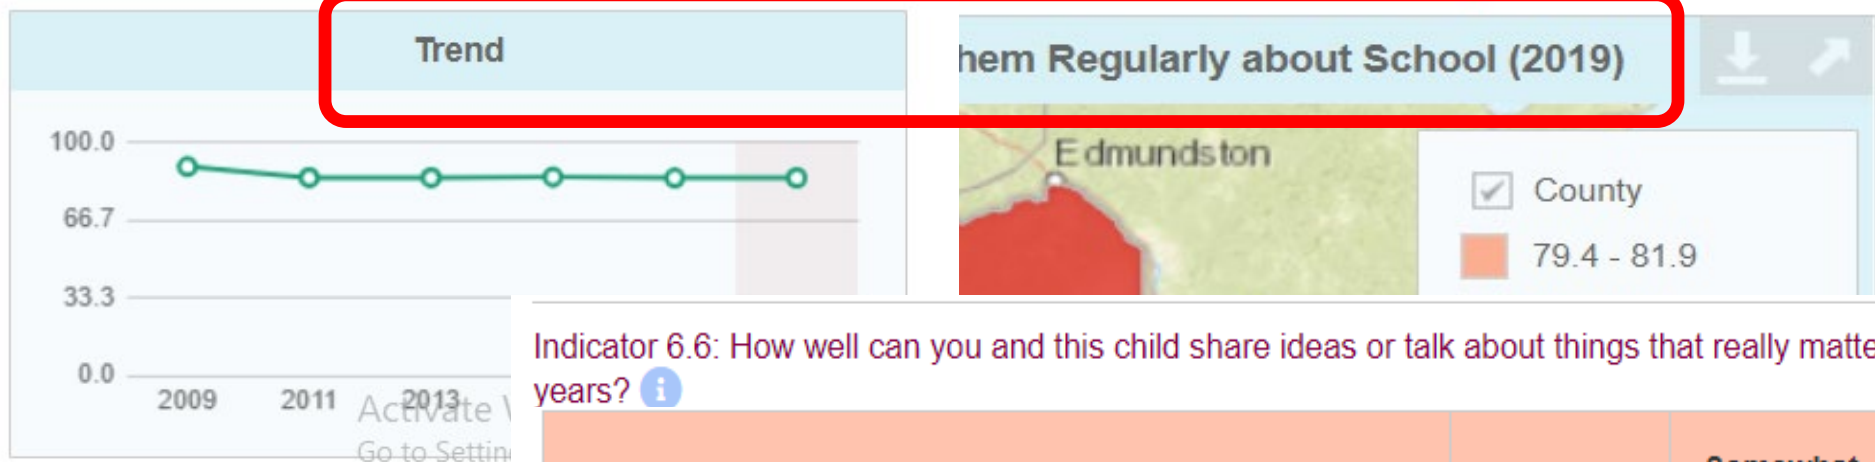 Trend
100.0
66.7
33.3
0.0
2009 2011 2013
Activate
Go to
hem Regularly about School (2019)
Edmundston
County
79.4 - 81.9
Indicator 6.6: How well can you and this child share ideas or talk about things that really matte
years?